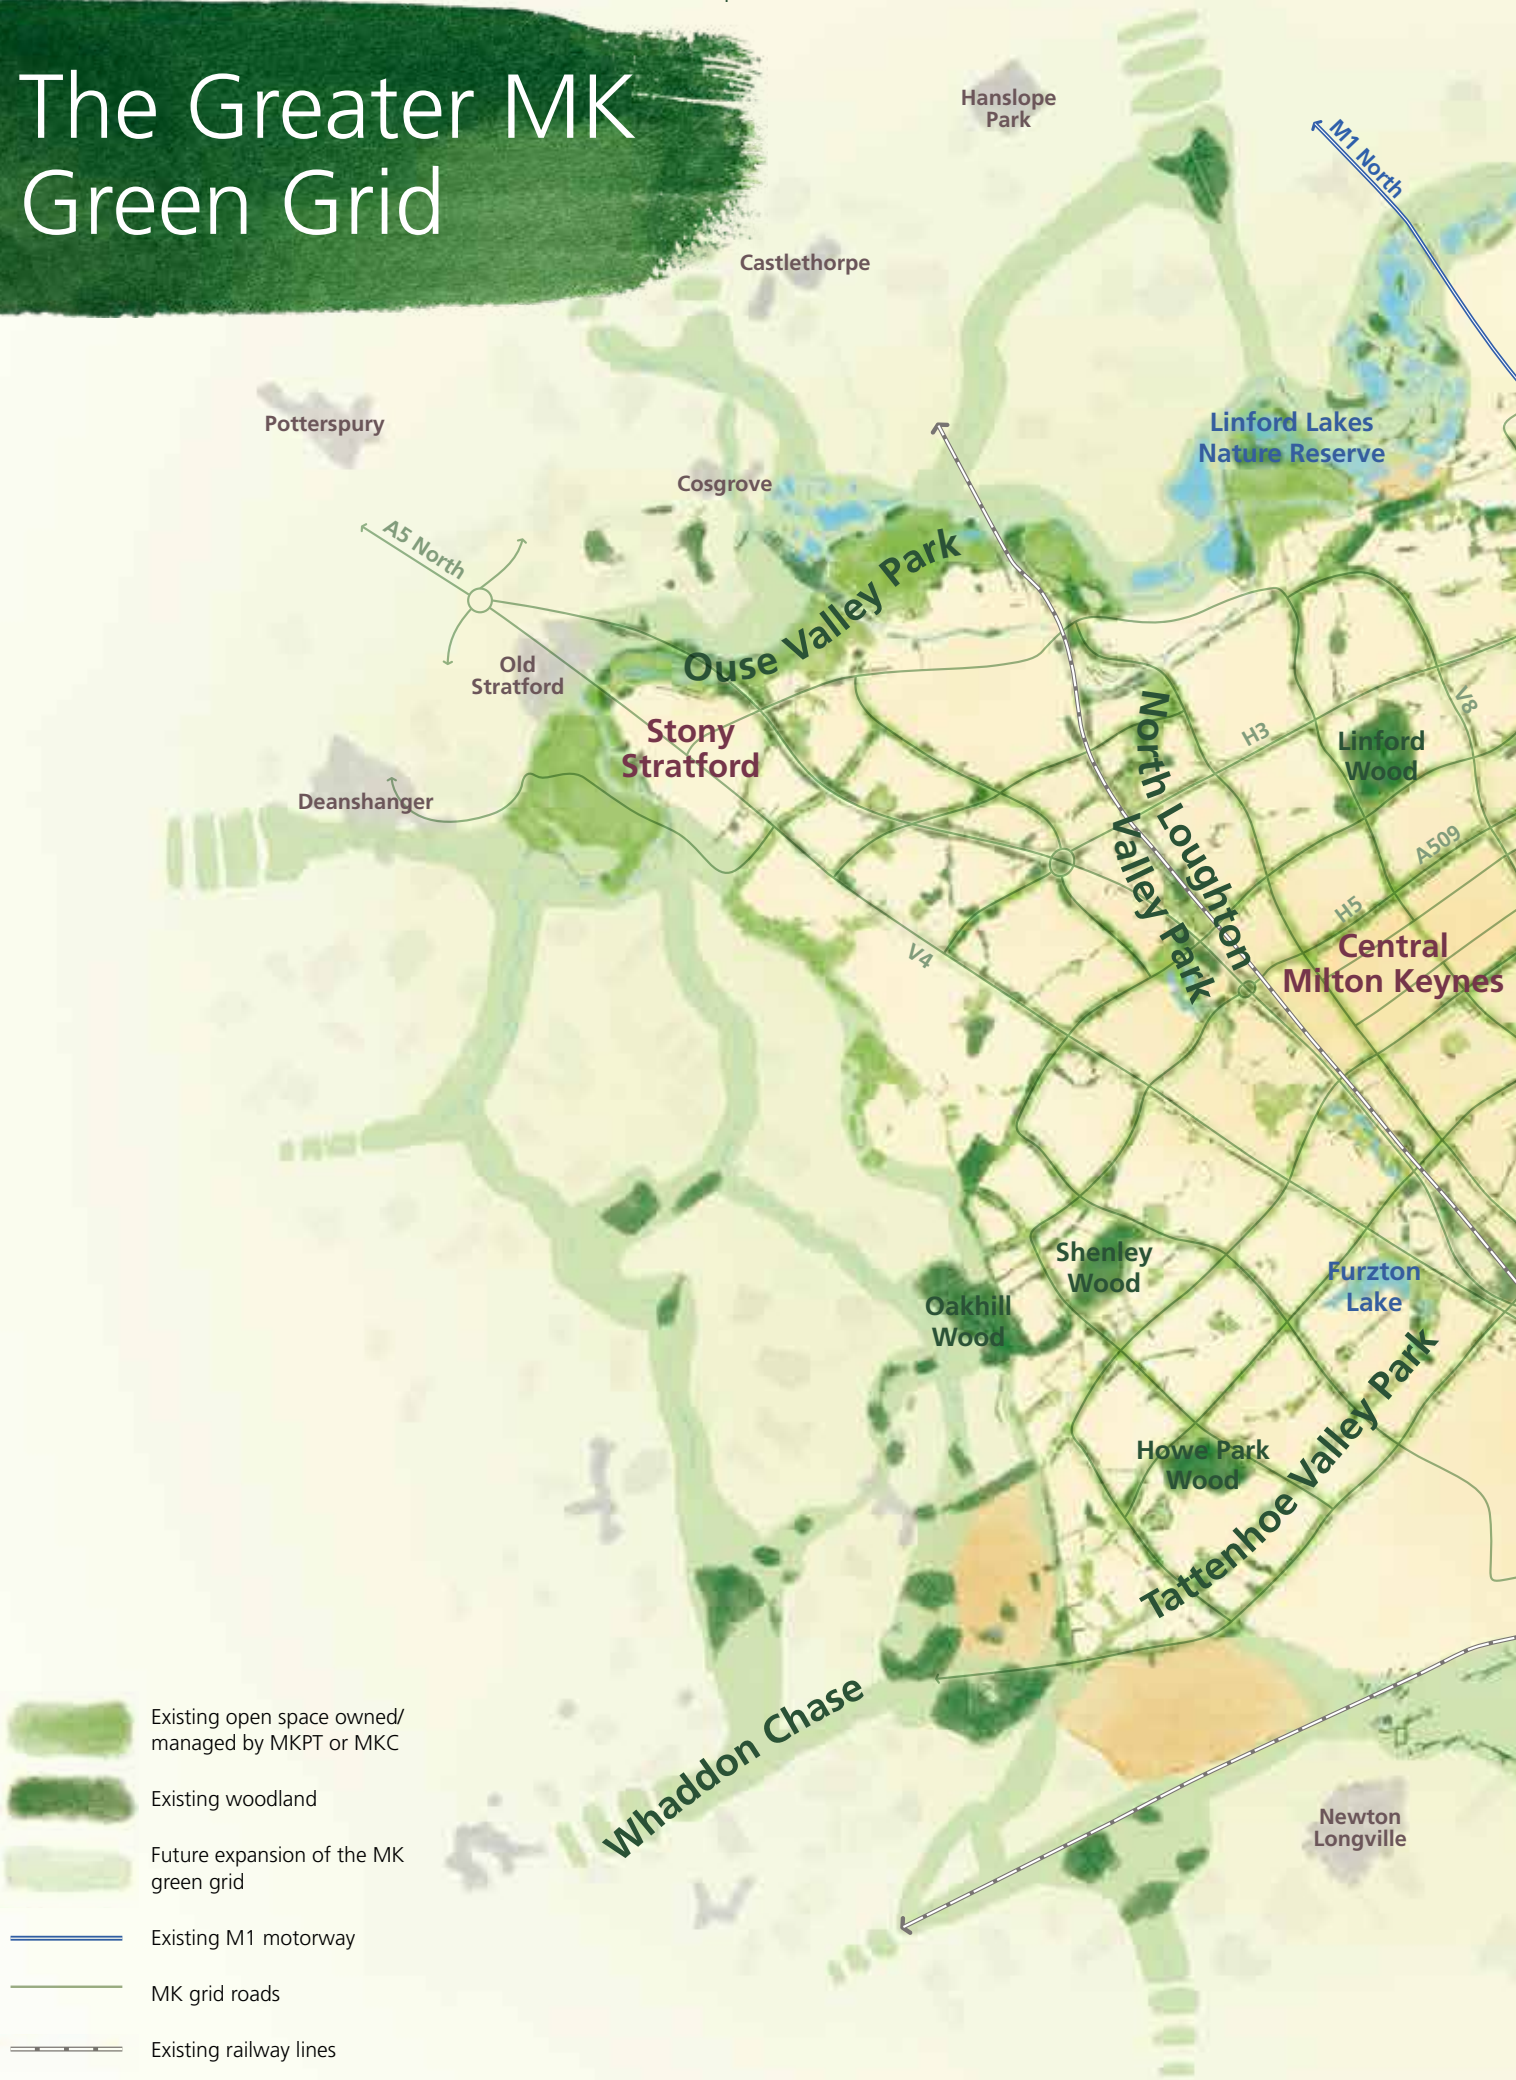 The Greater MK
Green Grid
Hanslope
Park
M1 North
Castlethorpe
Potterspury
Linford Lakes
Nature Reserve
Cosgrove
A5 North
Ouse Valley Park
Old
Stratford
Stony
Stratford
North Loughton
Valley Park
H3
V8
Linford
Wood
Deanshanger
A509
H5
V4
Central
Milton Keynes
Shenley
Wood
Furzton
Lake
Oakhill
Wood
Howe Park
Wood
Tattenhoe Valley Park
Whaddon Chase
Newton
Longville
Existing open space owned/
managed by MKPT or MKC
Existing woodland
Future expansion of the MK
green grid
Existing M1 motorway
MK grid roads
Existing railway lines